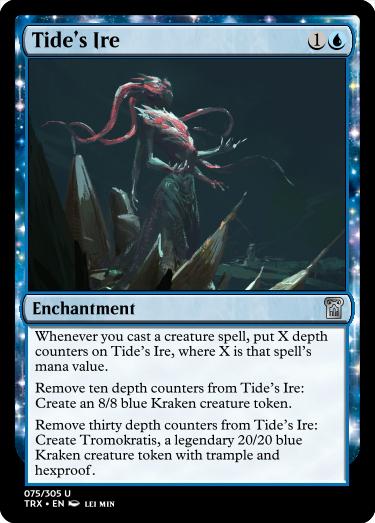 Tide's Ire 1
Enchantment
Whenever you cast a creature spell, put X depth
counters on Tide's Ire, where X is that spell's
mana value.
Remove ten depth counters from Tide's Ire:
Create an 8/8 blue Kraken creature token.
Remove thirty depth counters from Tide's Ire:
Create Tromokratis, a legendary 20/20 blue
Kraken creature token with trample and
hexproof.
075/305 U
TRX • EN LEI MIN